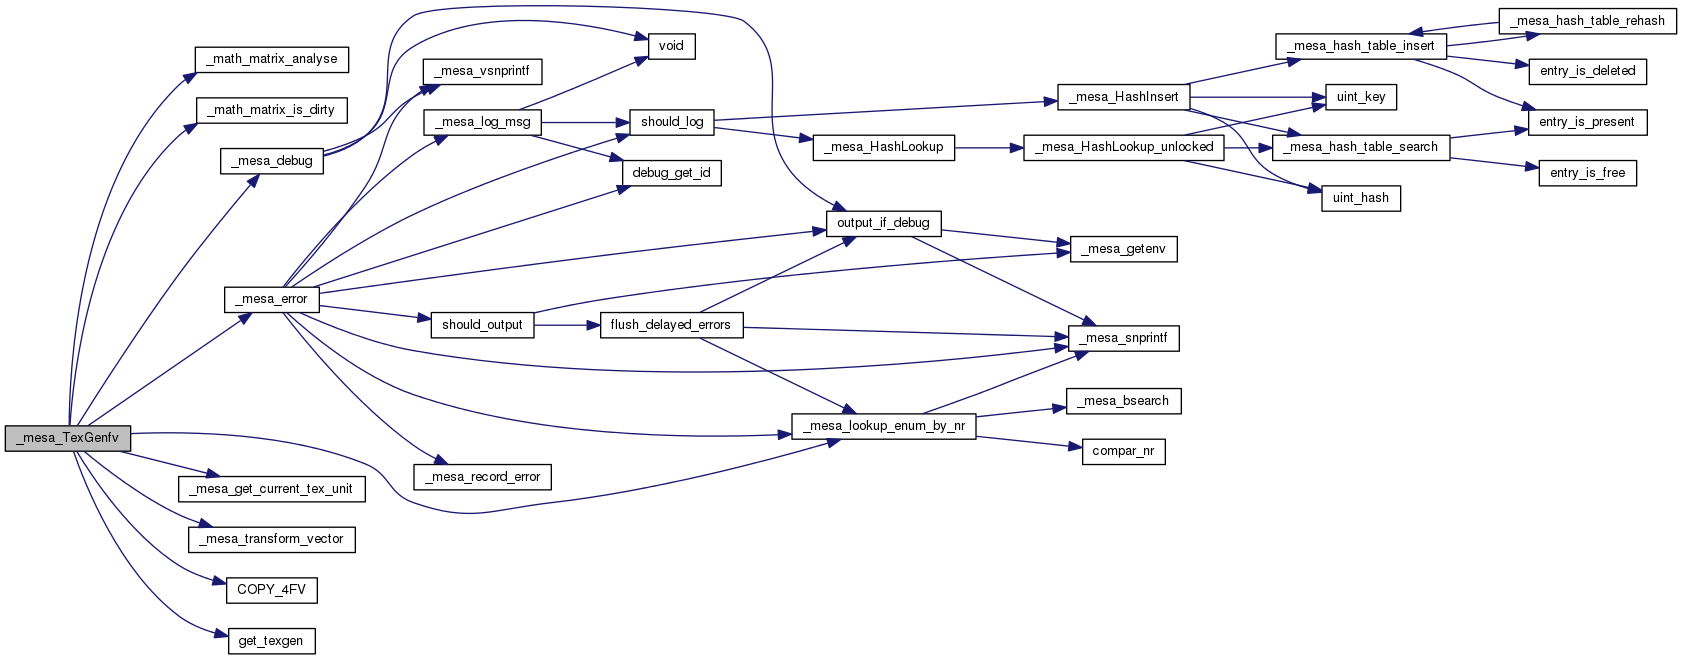 _mesa_TexGenfv
_math_matrix_analyse
_math_matrix_is_dirty
_mesa_debug
_mesa_error
_mesa_get_current_tex_unit
_mesa_transform_vector
COPY_4FV
get_texgen
_mesa_vsnprintf
_mesa_log_msg
should_output
_mesa_record_error
void
should_log
debug_get_id
flush_delayed_errors
_mesa_HashLookup
output_if_debug
_mesa_lookup_enum_by_nr
_mesa_HashInsert
_mesa_HashLookup_unlocked
_mesa_getenv
_mesa_snprintf
_mesa_bsearch
compar_nr
_mesa_hash_table_insert
uint_key
_mesa_hash_table_search
uint_hash
_mesa_hash_table_rehash
entry_is_deleted
entry_is_present
entry_is_free